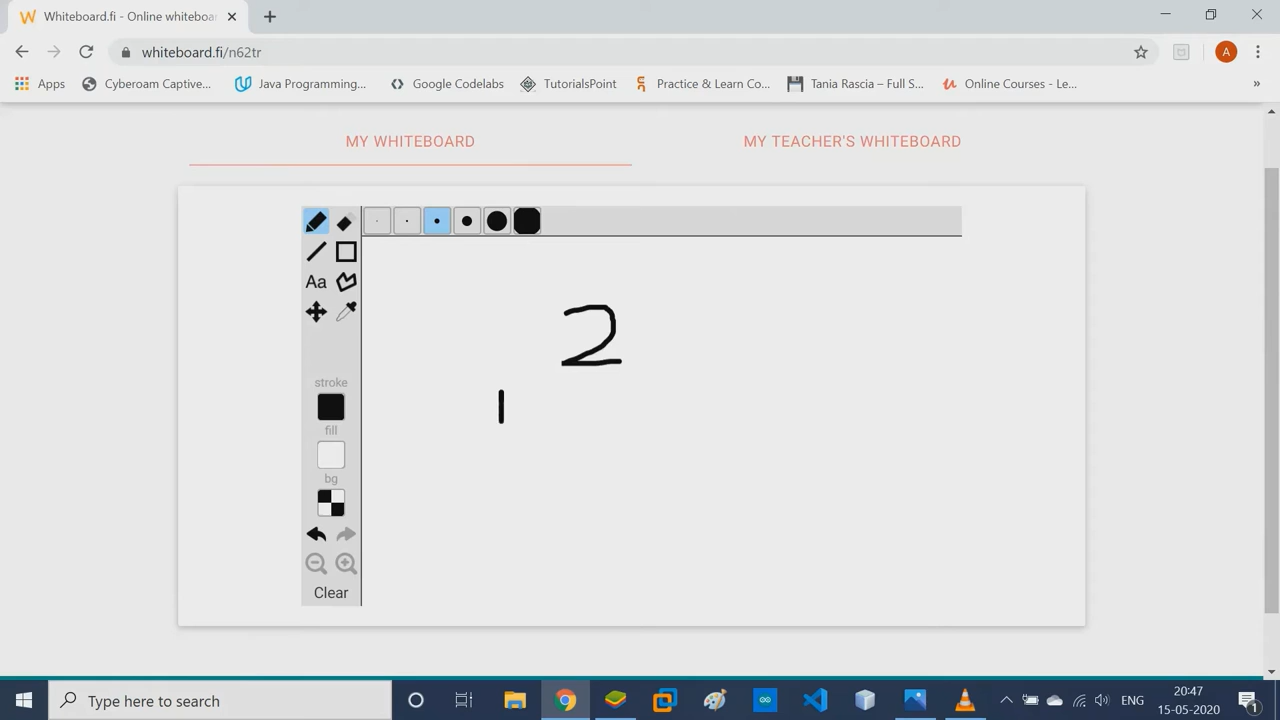 Whiteboard.fi - Online whiteboar
whiteboard.fi/n62tr
A
Apps Cyberoam Captive... Java Programming... Google Codelabs TutorialsPoint Practice & Learn Co... Tania Rascia – Full S... Online Courses - Le... »
MY WHITEBOARD MY TEACHER'S WHITEBOARD
Aa
2
stroke
1
fill
bg
Clear
Type here to search
ENG
20:47
15-05-2020
1